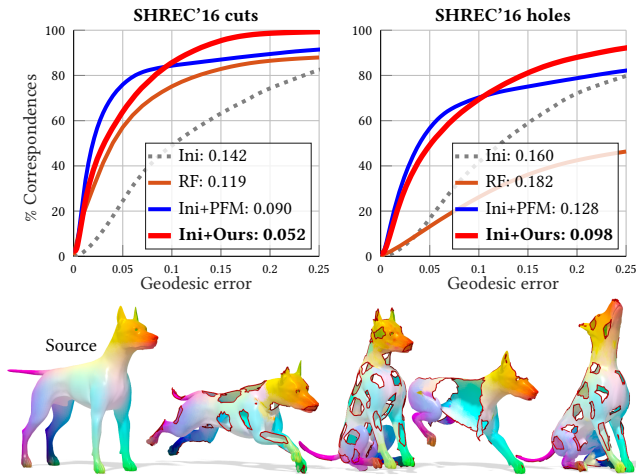 SHREC'16 cuts
% Correspondences
100
80
60
40
20
0
Ini: 0.142
RF: 0.119
Ini+PFM: 0.090
Ini+Ours: 0.052
0 0.05 0.1 0.15 0.2 0.25
Geodesic error
SHREC'16 holes
100
80
60
40
20
0
Ini: 0.160
RF: 0.182
Ini+PFM: 0.128
Ini+Ours: 0.098
0 0.05 0.1 0.15 0.2 0.25
Geodesic error
Source